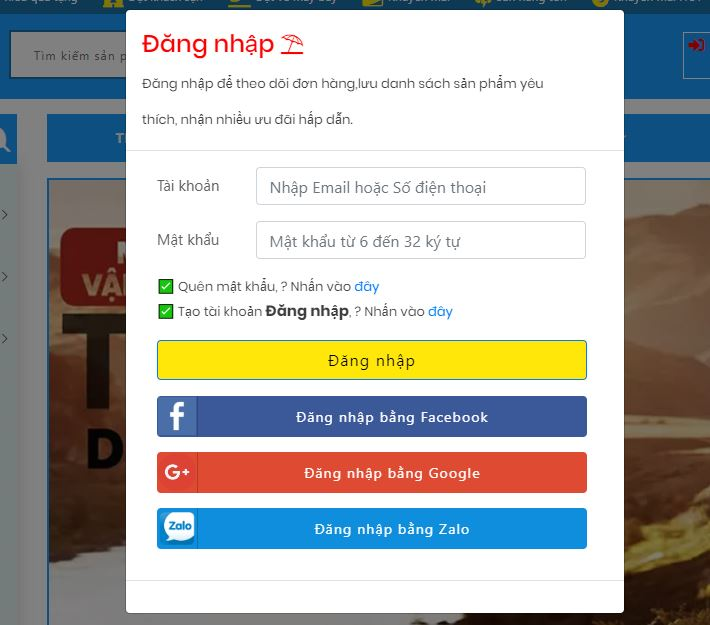 Đăng nhập
Đăng nhập để theo dõi đơn hàng,lưu danh sách sản phẩm yêu
thích, nhận nhiều ưu đãi hấp dẫn.
Tìm kiếm sản p
Tài khoản
Nhập Email hoặc Số điện thoại
Mật khẩu
Mật khẩu từ 6 đến 32 ký tự
Quên mật khẩu, ? Nhấn vào đây
Tạo tài khoản Đăng nhập, ? Nhấn vào đây
Đăng nhập
f Đăng nhập bằng Facebook
G+ Đăng nhập bằng Google
Zalo Đăng nhập bằng Zalo